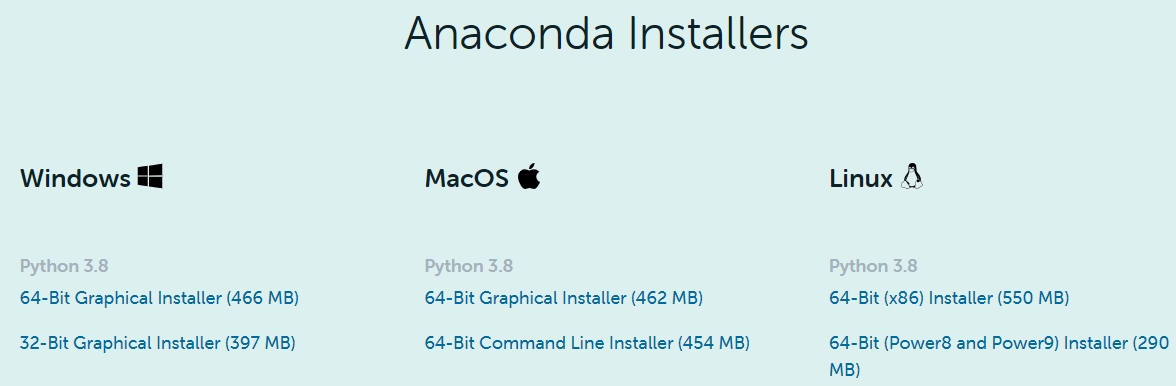 Anaconda Installers
Windows
Python 3.8
64-Bit Graphical Installer (466 MB)
32-Bit Graphical Installer (397 MB)
MacOS
Python 3.8
64-Bit Graphical Installer (462 MB)
64-Bit Command Line Installer (454 MB)
Linux
Python 3.8
64-Bit (x86) Installer (550 MB)
64-Bit (Power8 and Power9) Installer (290
MB)